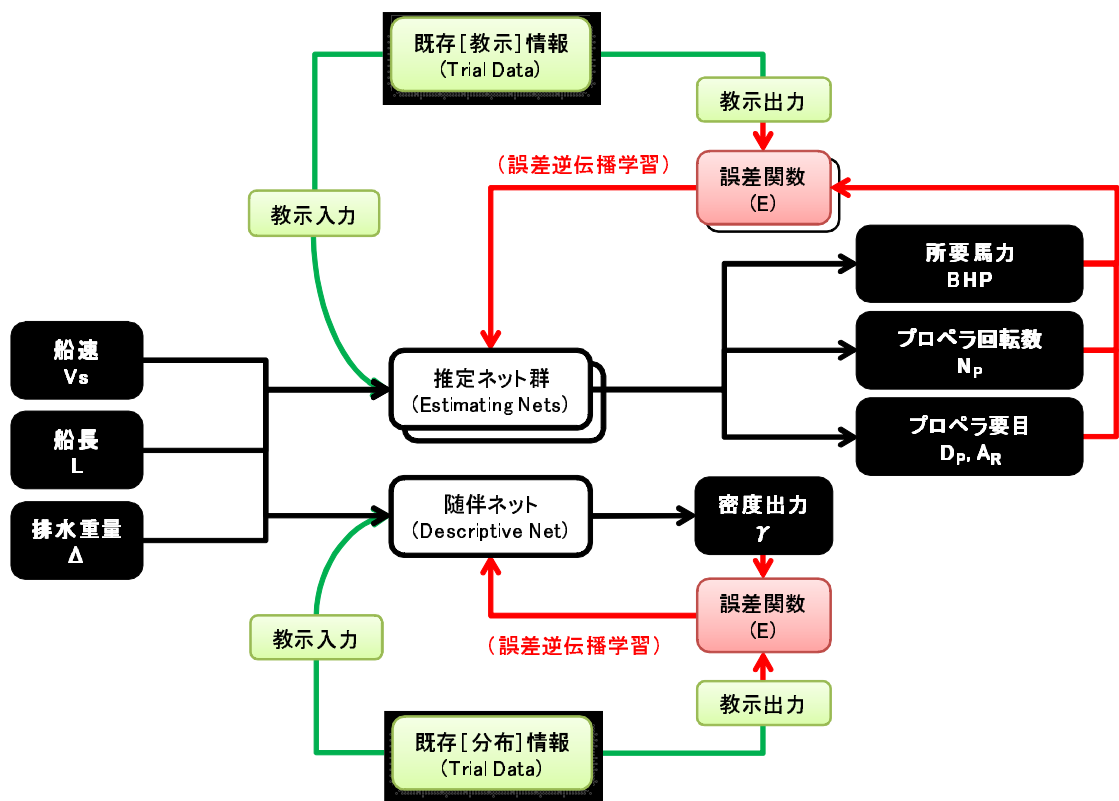 既存[教示]情報
(Trial Data)
教示出力
(誤差逆伝播学習)
誤差関数
(E)
教示入力
所要馬力
BHP
船速
Vs
推定ネット群
(Estimating Nets)
プロペラ回転数
NP
船長
L
プロペラ要目
DP, AR
排水重量
Δ
随伴ネット
(Descriptive Net)
密度出力
γ
教示入力
(誤差逆伝播学習)
誤差関数
(E)
教示出力
既存[分布]情報
(Trial Data)